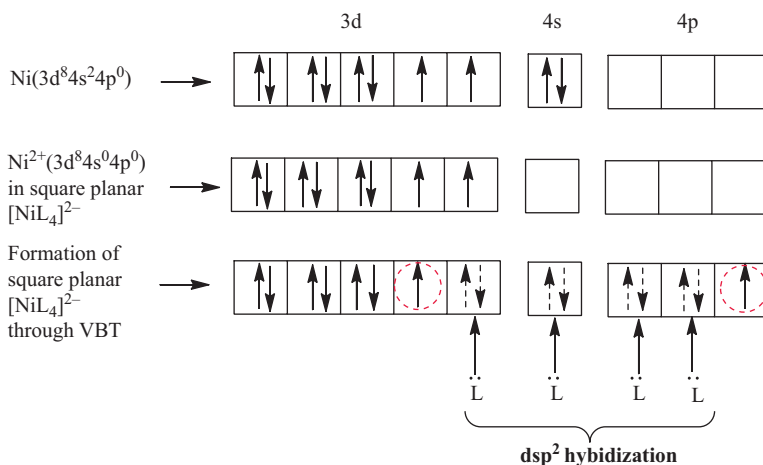 3d 4s 4p
Ni(3d⁸4s²4p⁰)
Ni²⁺(3d⁸4s⁰4p⁰)
in square planar
[NiL₄]²⁻
Formation of
square planar
[NiL₄]²⁻
through VBT
L̈ L̈ L̈ L̈
dsp² hybidization